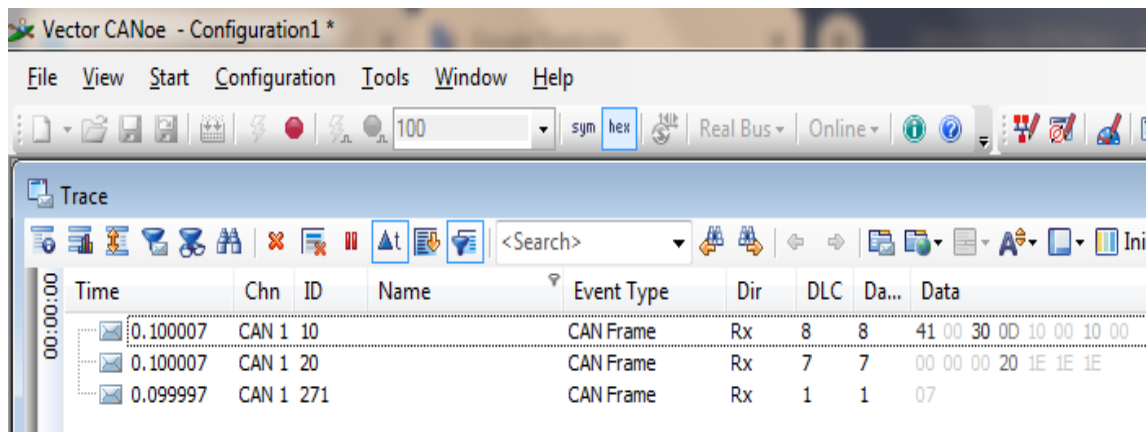 Vector CANoe - Configuration1 *
File View Start Configuration Tools Window Help
100 sym hex Real Bus Online
Trace
Δt <Search> A Ini
Time Chn ID Name Event Type Dir DLC Da... Data
00:00:00
0.100007 CAN 1 10 CAN Frame Rx 8 8 41 00 30 0D 10 00 10 00
0.100007 CAN 1 20 CAN Frame Rx 7 7 00 00 00 20 1E 1E 1E
0.099997 CAN 1 271 CAN Frame Rx 1 1 07